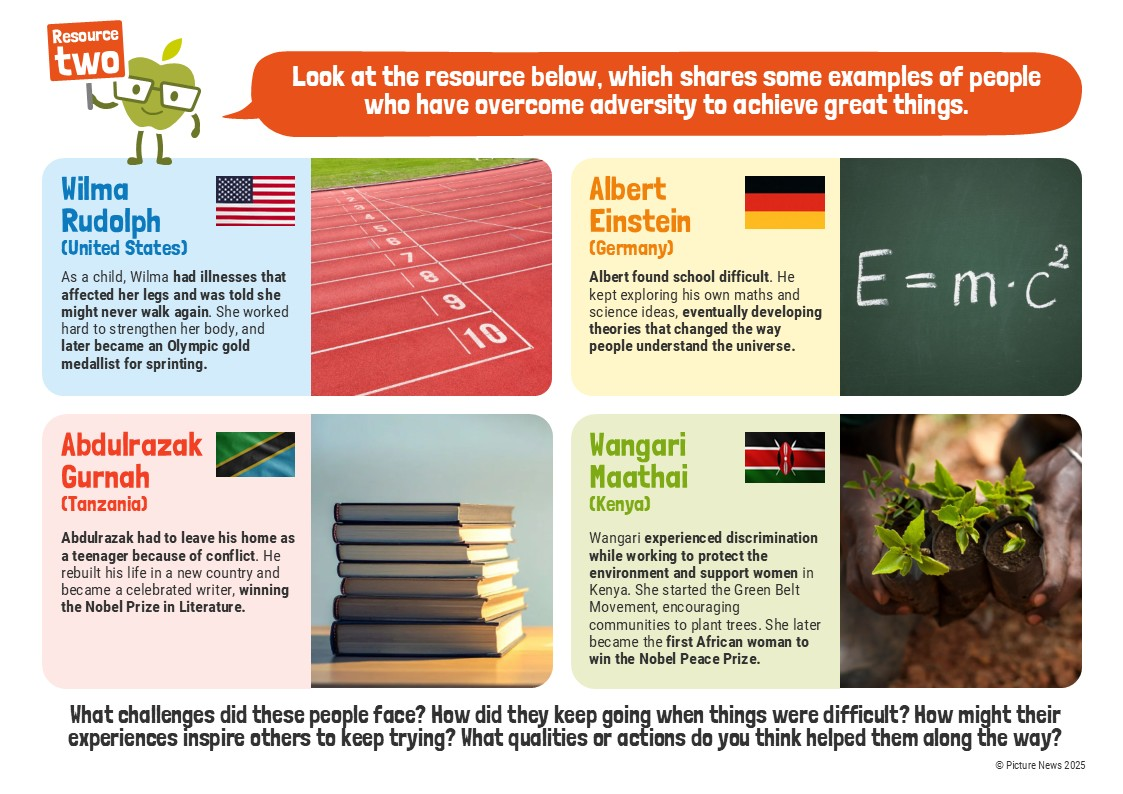 Resource
two
Look at the resource below, which shares some examples of people
who have overcome adversity to achieve great things.
Wilma
Rudolph
(United States)
As a child, Wilma had illnesses that
affected her legs and was told she
might never walk again. She worked
hard to strengthen her body, and
later became an Olympic gold
medallist for sprinting.
5
6
7
8
9
10
Albert
Einstein
(Germany)
Albert found school difficult. He
kept exploring his own maths and
science ideas, eventually developing
theories that changed the way
people understand the universe.
E = m·c²
Abdulrazak
Gurnah
(Tanzania)
Abdulrazak had to leave his home as
a teenager because of conflict. He
rebuilt his life in a new country and
became a celebrated writer, winning
the Nobel Prize in Literature.
Wangari
Maathai
(Kenya)
Wangari experienced discrimination
while working to protect the
environment and support women in
Kenya. She started the Green Belt
Movement, encouraging
communities to plant trees. She later
became the first African woman to
win the Nobel Peace Prize.
What challenges did these people face? How did they keep going when things were difficult? How might their
experiences inspire others to keep trying? What qualities or actions do you think helped them along the way?
© Picture News 2025